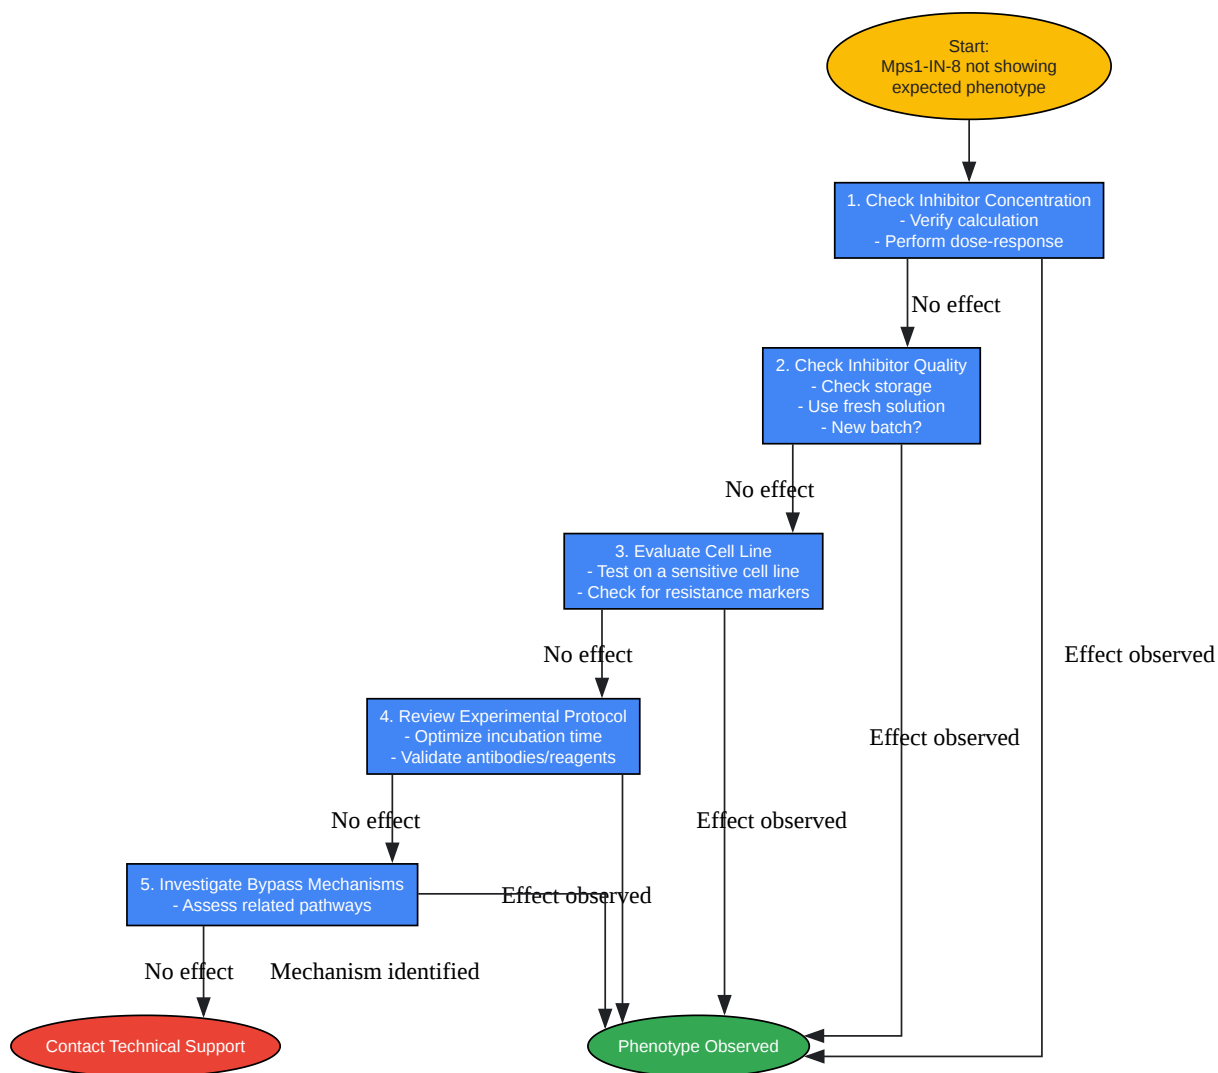 Start:
Mps1-IN-8 not showing
expected phenotype
1. Check Inhibitor Concentration
- Verify calculation
- Perform dose-response
No effect
2. Check Inhibitor Quality
- Check storage
- Use fresh solution
- New batch?
No effect
3. Evaluate Cell Line
- Test on a sensitive cell line
- Check for resistance markers
No effect
Effect observed
4. Review Experimental Protocol
- Optimize incubation time
- Validate antibodies/reagents
Effect observed
No effect
Effect observed
5. Investigate Bypass Mechanisms
- Assess related pathways
Effect observed
No effect
Mechanism identified
Contact Technical Support
Phenotype Observed